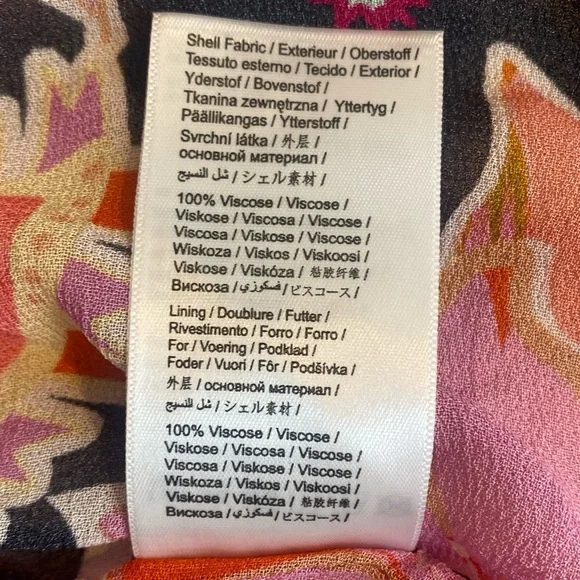 Shell Fabric / Exterieur / Oberstoff /
Tessuto esterno / Tecido / Exterior /
Yderstof / Bovenstof /
Tkanina zewnętrzna / Yttertyg /
Päällikangas / Ytterstoff /
Svrchní látka / 外层 /
основной материал /
شل النسيج / シェル素材 /
100% Viscose / Viscose /
Viskose / Viscosa / Viscose /
Viscosa / Viskose / Viscose /
Wiskoza / Viskos / Viskoosi /
Viskose / Viskóza / 粘胶纤维 /
Вискоза / فسكوزي / ビスコース /
Lining / Doublure / Futter /
Rivestimento / Forro / Forro /
For / Voering / Podklad /
Foder / Vuori / Fôr / Podšívka /
外层 / основной материал /
شل النسيج / シェル素材 /
100% Viscose / Viscose /
Viskose / Viscosa / Viscose /
Viscosa / Viskose / Viscose /
Wiskoza / Viskos / Viskoosi /
Viskose / Viskóza / 粘胶纤维 /
Вискоза / فسكوزي / ビスコース /